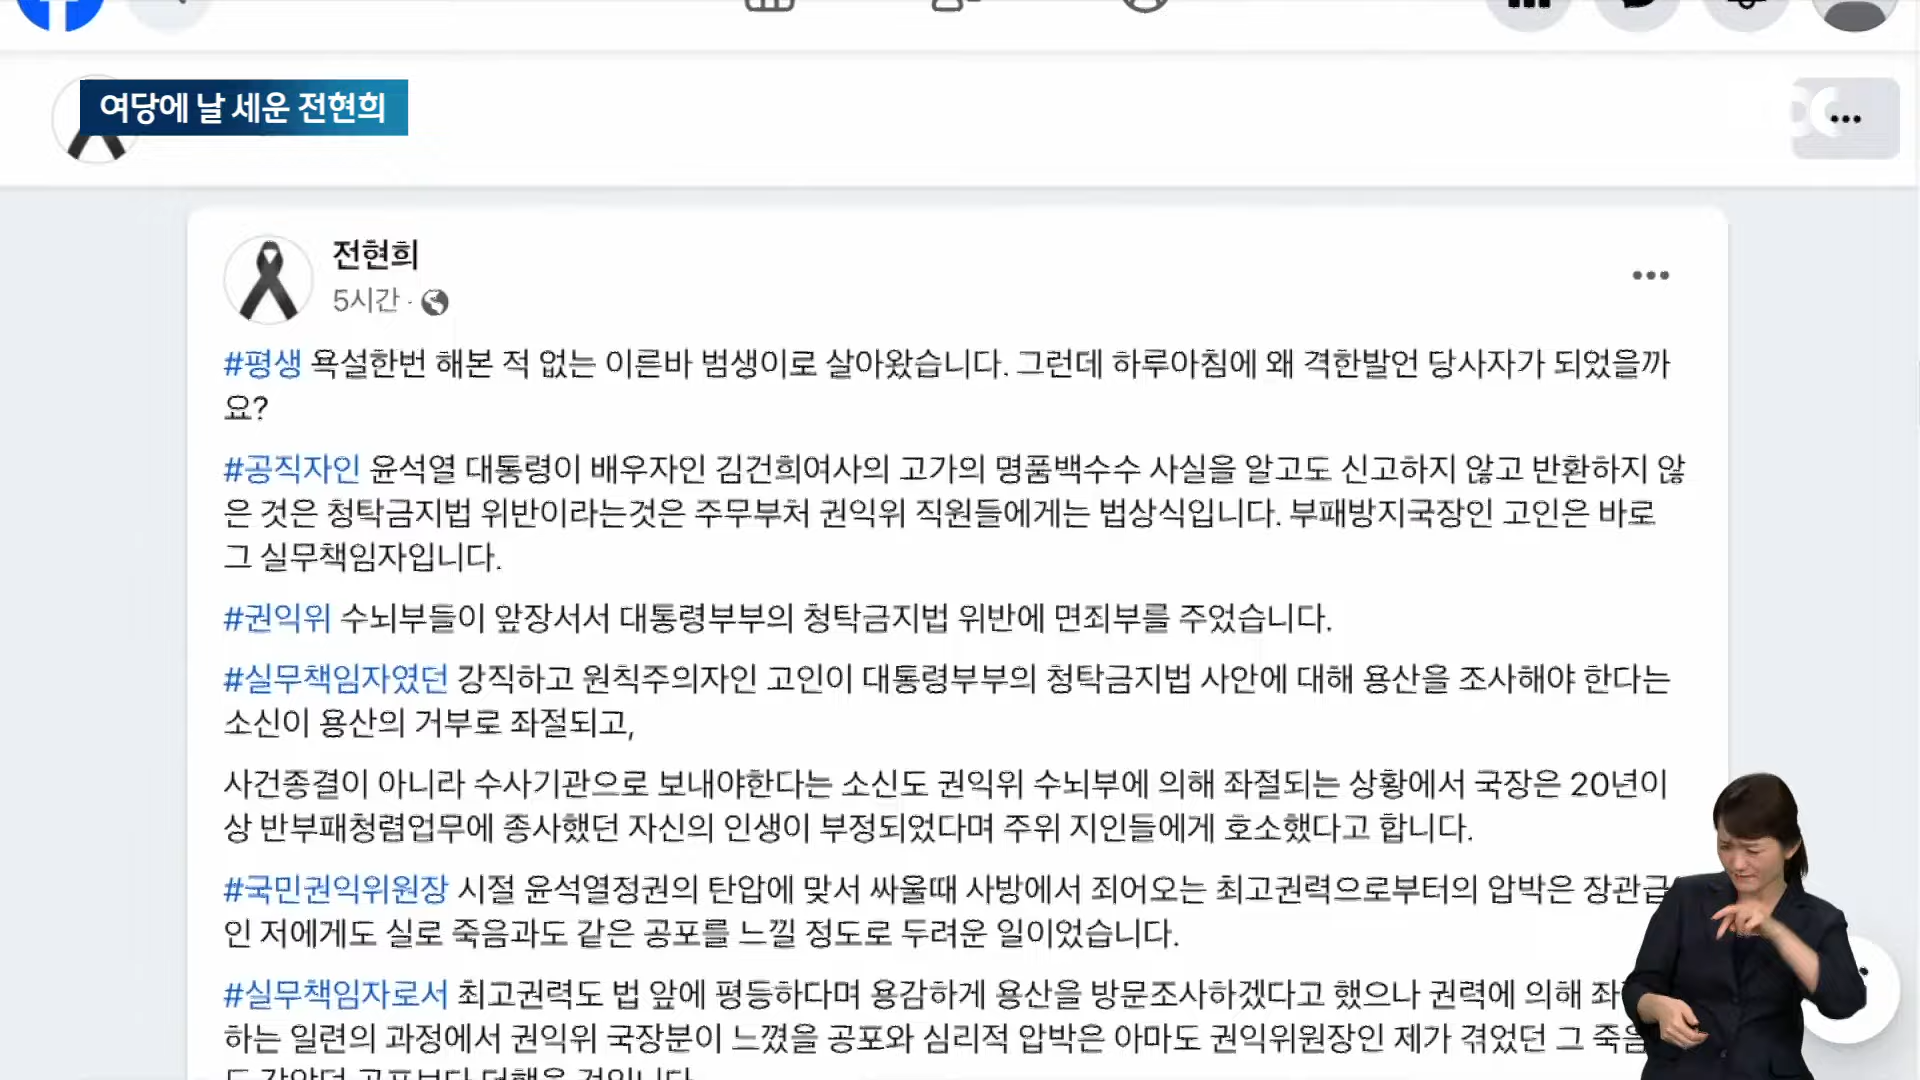 여당에 날 세운 전현희
전현희
5시간 ·
#평생 욕설한번 해본 적 없는 이른바 범생이로 살아왔습니다. 그런데 하루아침에 왜 격한발언 당사자가 되었을까
요?
#공직자인 윤석열 대통령이 배우자인 김건희여사의 고가의 명품백수수 사실을 알고도 신고하지 않고 반환하지 않
은 것은 청탁금지법 위반이라는것은 주무부처 권익위 직원들에게는 법상식입니다. 부패방지국장인 고인은 바로
그 실무책임자입니다.
#권익위 수뇌부들이 앞장서서 대통령부부의 청탁금지법 위반에 면죄부를 주었습니다.
#실무책임자였던 강직하고 원칙주의자인 고인이 대통령부부의 청탁금지법 사안에 대해 용산을 조사해야 한다는
소신이 용산의 거부로 좌절되고,
사건종결이 아니라 수사기관으로 보내야한다는 소신도 권익위 수뇌부에 의해 좌절되는 상황에서 국장은 20년이
상 반부패청렴업무에 종사했던 자신의 인생이 부정되었다며 주위 지인들에게 호소했다고 합니다.
#국민권익위원장 시절 윤석열정권의 탄압에 맞서 싸울때 사방에서 죄어오는 최고권력으로부터의 압박은 장관급
인 저에게도 실로 죽음과도 같은 공포를 느낄 정도로 두려운 일이었습니다.
#실무책임자로서 최고권력도 법 앞에 평등하다며 용감하게 용산을 방문조사하겠다고 했으나 권력에 의해
하는 일련의 과정에서 권익위 국장분이 느꼈을 공포와 심리적 압박은 아마도 권익위원장인 제가 겪었던 그 죽음